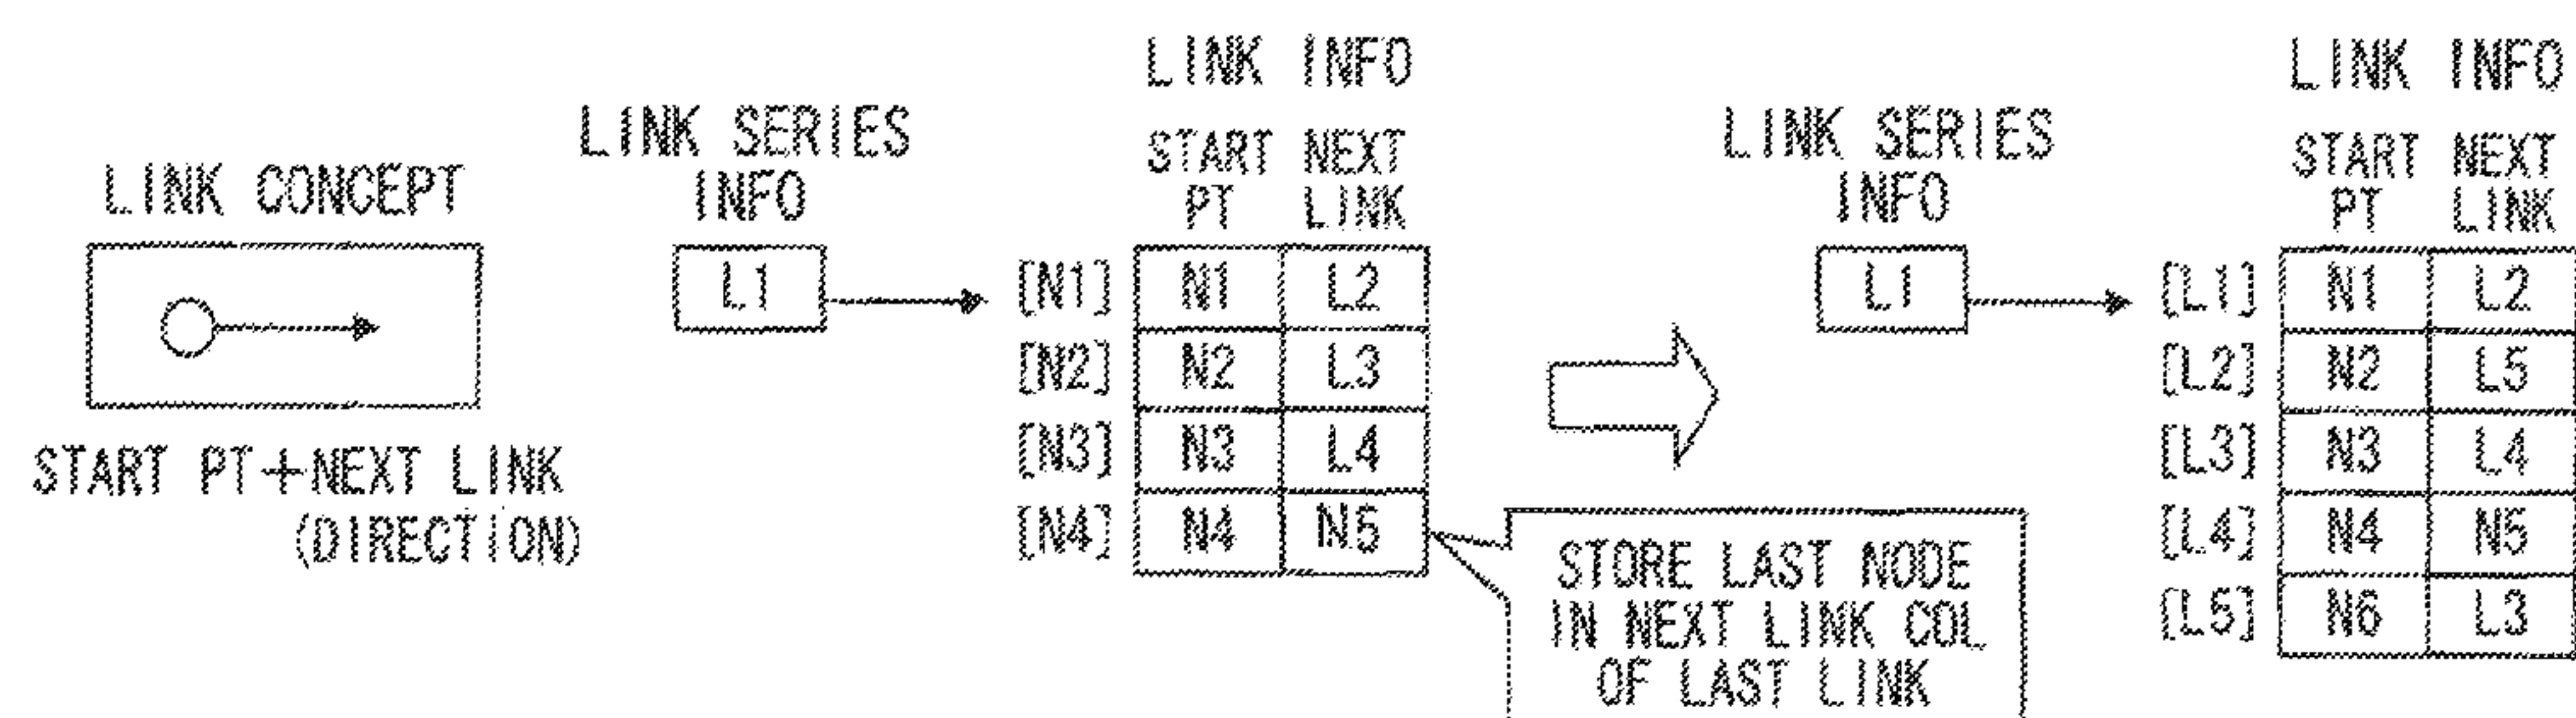 LINK CONCEPT
START PT+NEXT LINK
(DIRECTION)
LINK SERIES
INFO
L1
LINK INFO
START NEXT
PT LINK
[N1] N1 L2
[N2] N2 L3
[N3] N3 L4
[N4] N4 N5
STORE LAST NODE
IN NEXT LINK COL
OF LAST LINK
LINK SERIES
INFO
L1
LINK INFO
START NEXT
PT LINK
[L1] N1 L2
[L2] N2 L5
[L3] N3 L4
[L4] N4 N5
[L5] N6 L3